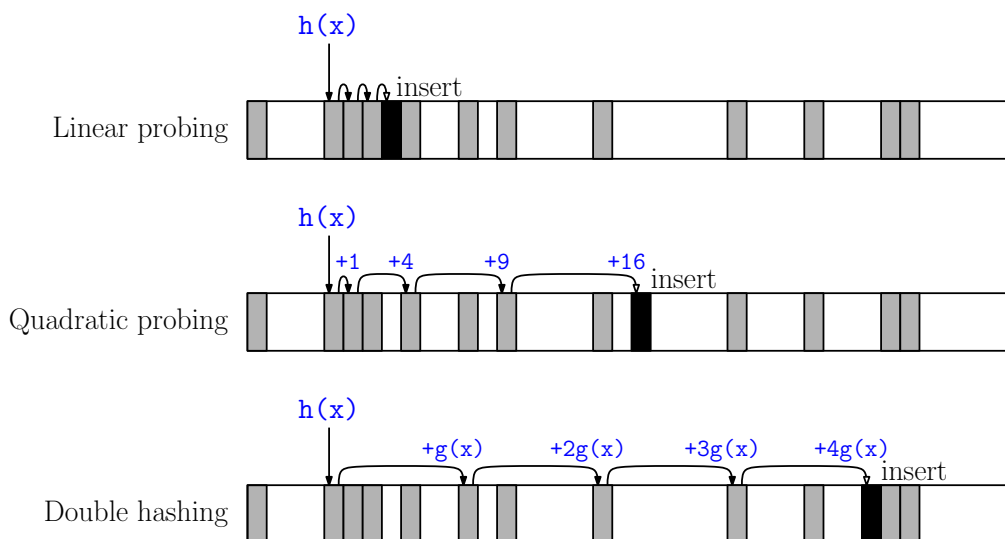 h(x)
insert
Linear probing
h(x)
+1 +4 +9 +16 insert
Quadratic probing
h(x)
+g(x) +2g(x) +3g(x) +4g(x) insert
Double hashing